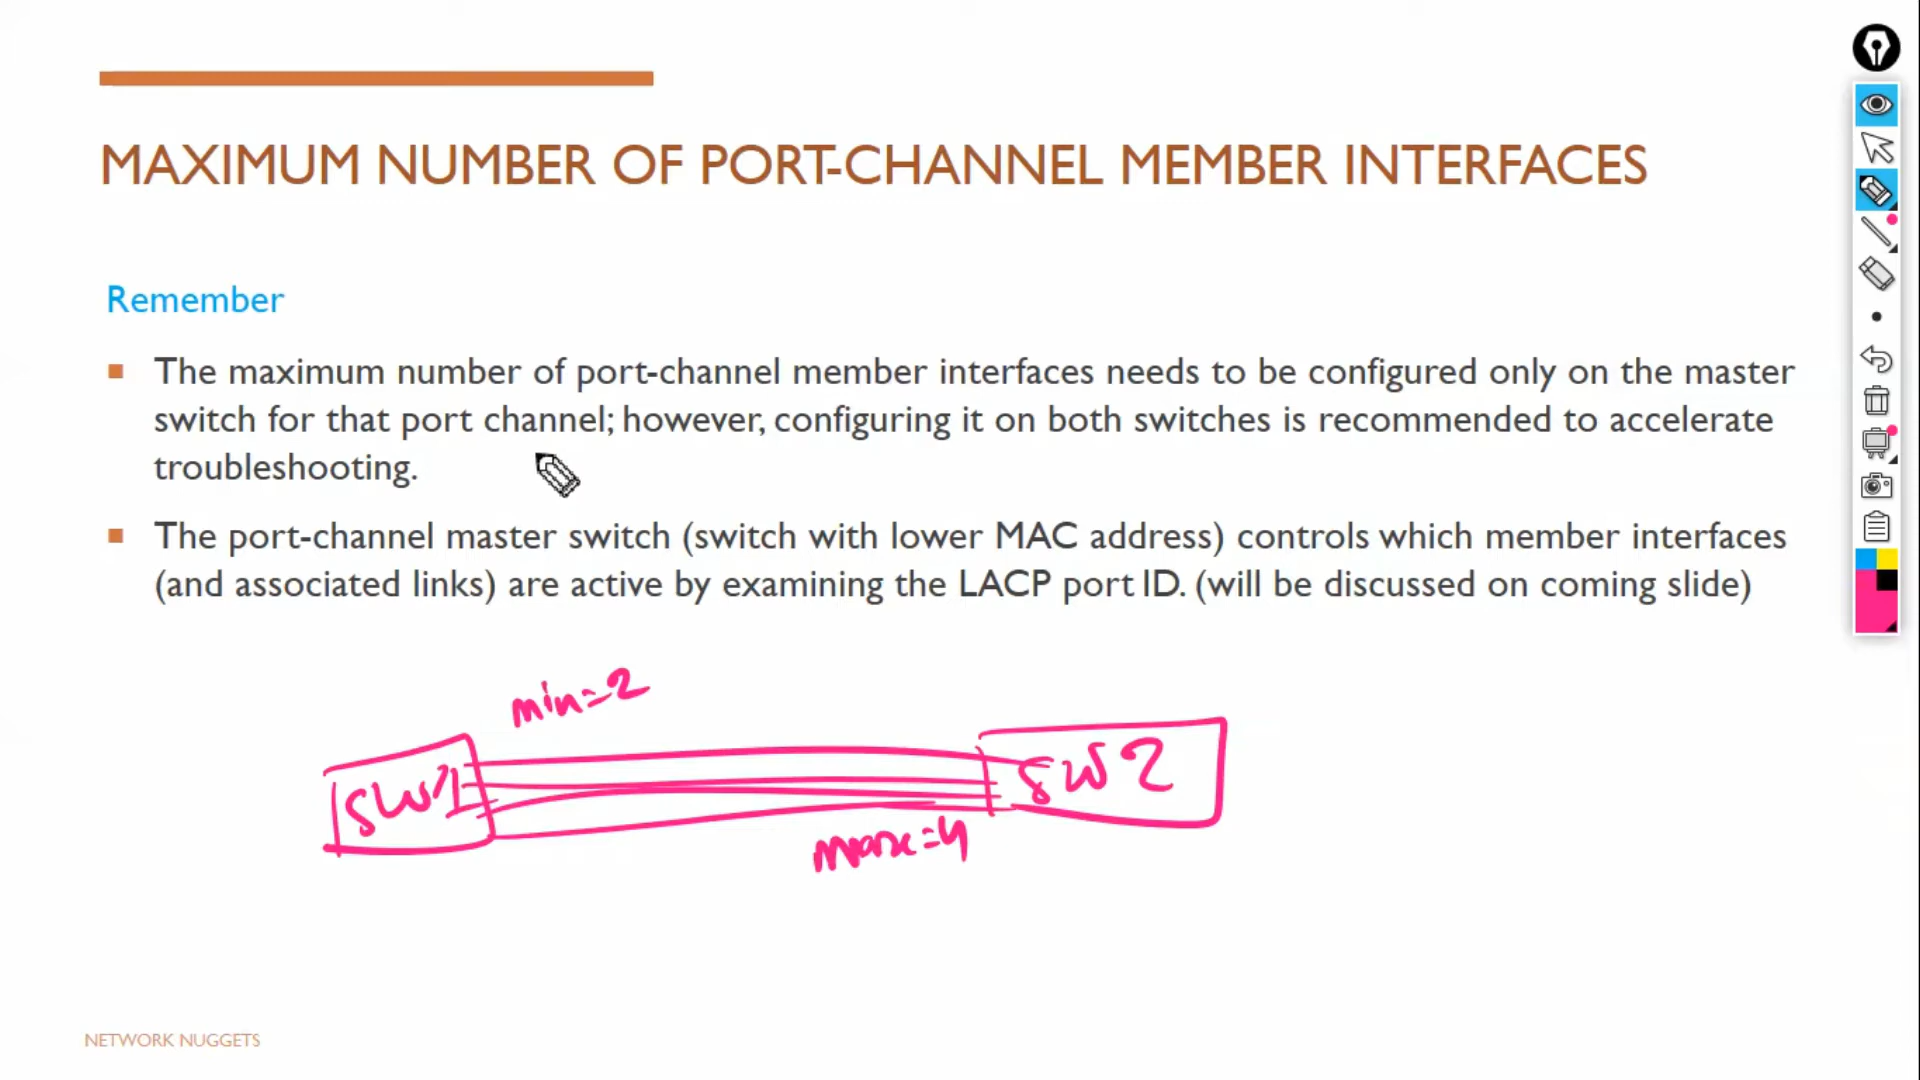 MAXIMUM NUMBER OF PORT-CHANNEL MEMBER INTERFACES
Remember
The maximum number of port-channel member interfaces needs to be configured only on the master
switch for that port channel; however, configuring it on both switches is recommended to accelerate
troubleshooting.
The port-channel master switch (switch with lower MAC address) controls which member interfaces
(and associated links) are active by examining the LACP port ID. (will be discussed on coming slide)
min=2
SW1
SW2
max=4
NETWORK NUGGETS